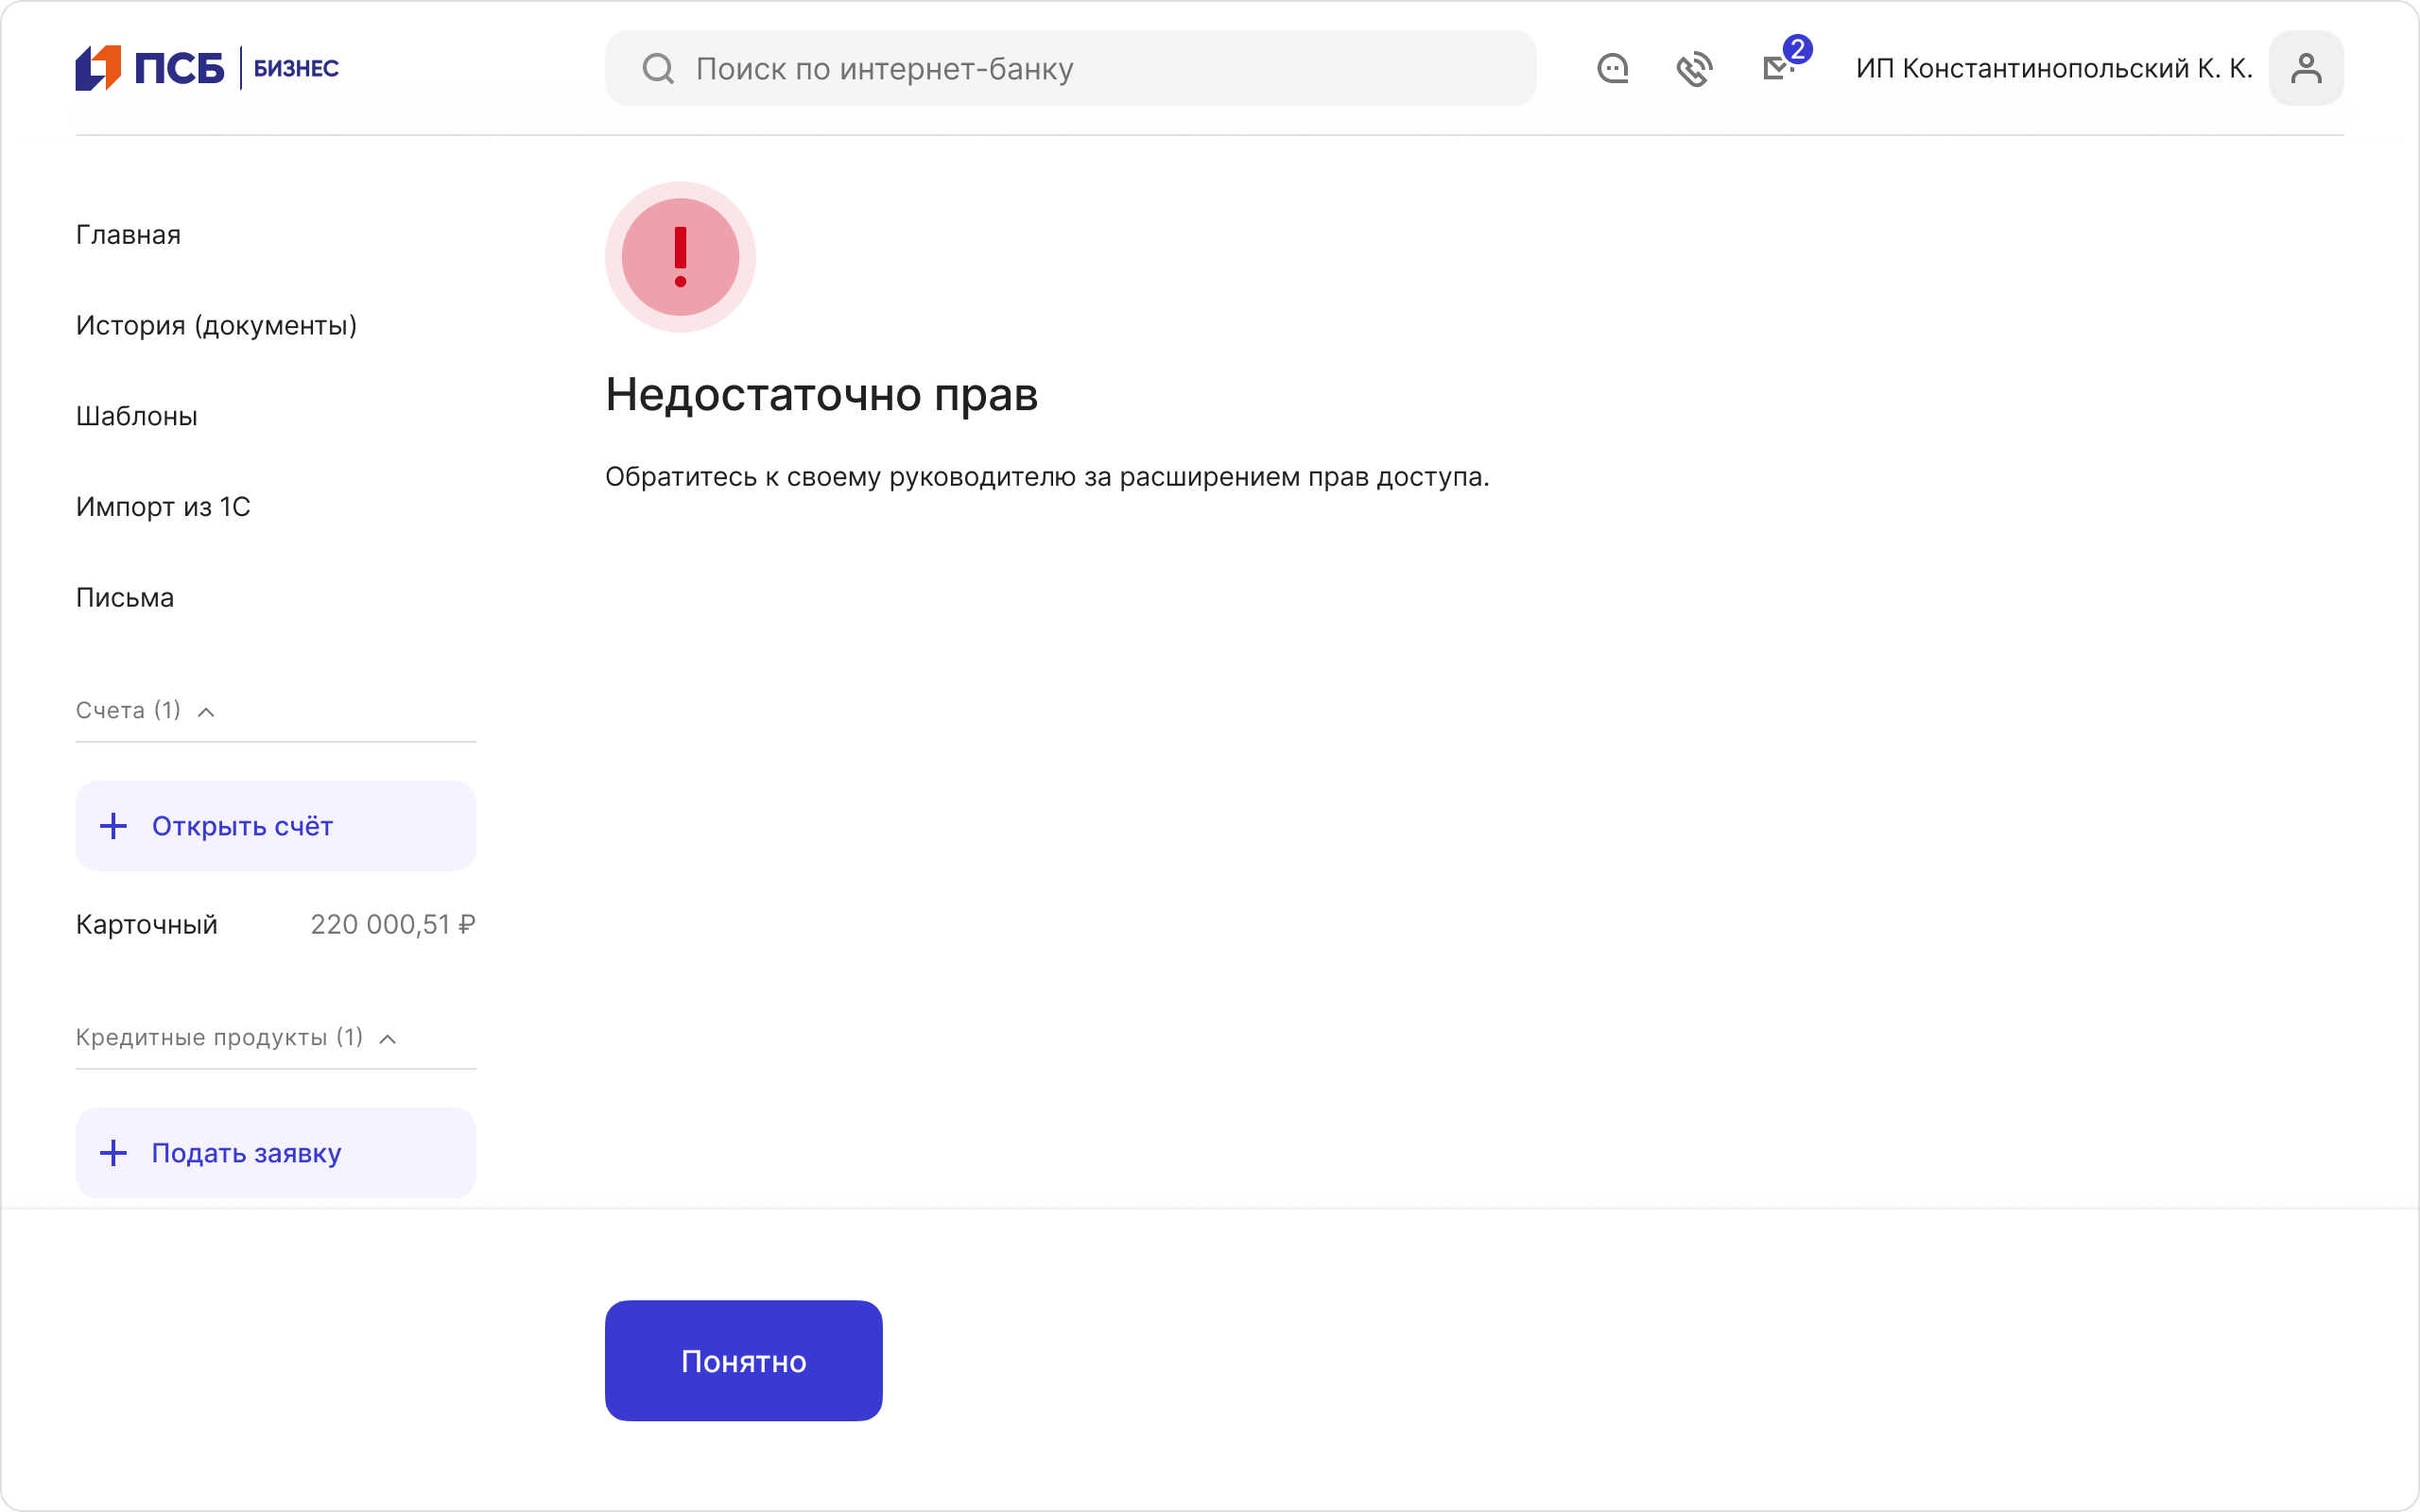 ПСБ БИЗНЕС
Поиск по интернет-банку
2
ИП Константинопольский К. К.
Главная
История (документы)
Шаблоны
Импорт из 1С
Письма
Счета (1)
Открыть счёт
Карточный 220 000,51 ₽
Кредитные продукты (1)
Подать заявку
Недостаточно прав
Обратитесь к своему руководителю за расширением прав доступа.
Понятно